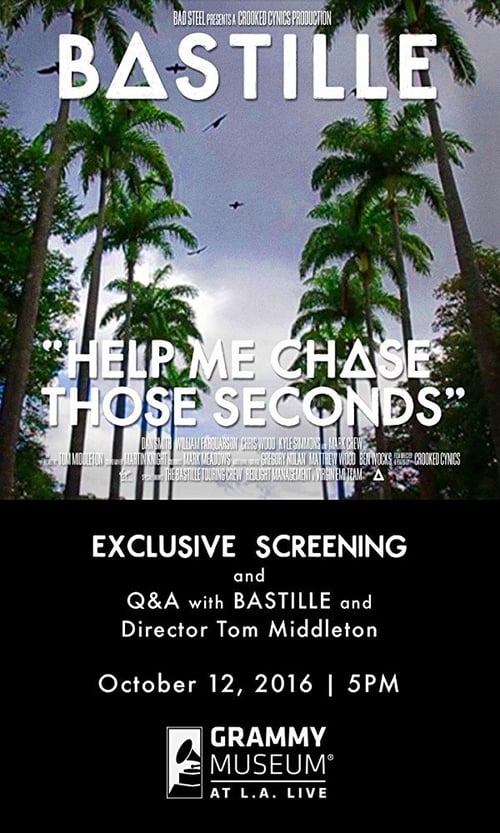 BAD STEEL PRESENTS A CROOKED CYNICS PRODUCTION
BΔSTILLE
“HELP ME CHΔSE
THOSE SECONDS”
DAN SMITH WILLIAM FARQUARSON CHRIS WOOD KYLE SIMMONS MARK CREW
TOM MIDDLETON MARTIN KNIGHT MARK MEADOWS GREGORY NOLAN MATTHEW WOOD BEN WOCKS CROOKED CYNICS
THE BASTILLE TOURING CREW REDLIGHT MANAGEMENT VIRGIN EMI TEAM
EXCLUSIVE SCREENING
and
Q&A with BASTILLE and
Director Tom Middleton
October 12, 2016 | 5PM
GRAMMY
MUSEUM®
AT L.A. LIVE